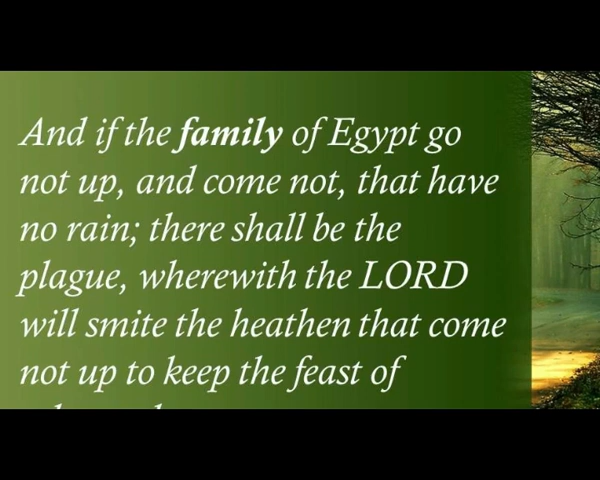 And if the family of Egypt go
not up, and come not, that have
no rain; there shall be the
plague, wherewith the LORD
will smite the heathen that come
not up to keep the feast of